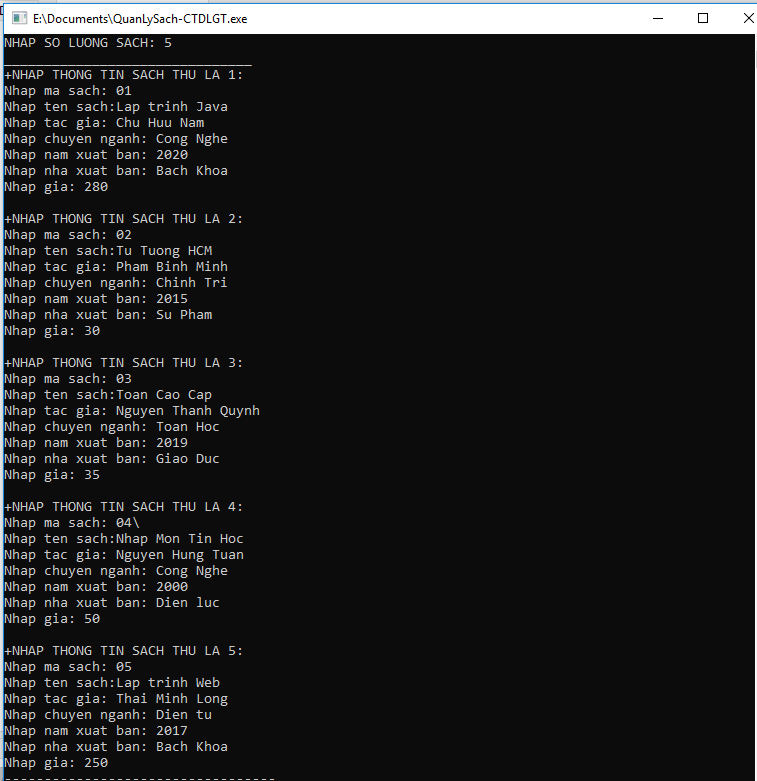 E:\Documents\QuanLySach-CTDLGT.exe
NHAP SO LUONG SACH: 5
_______________________________
+NHAP THONG TIN SACH THU LA 1:
Nhap ma sach: 01
Nhap ten sach:Lap trinh Java
Nhap tac gia: Chu Huu Nam
Nhap chuyen nganh: Cong Nghe
Nhap nam xuat ban: 2020
Nhap nha xuat ban: Bach Khoa
Nhap gia: 280
+NHAP THONG TIN SACH THU LA 2:
Nhap ma sach: 02
Nhap ten sach:Tu Tuong HCM
Nhap tac gia: Pham Binh Minh
Nhap chuyen nganh: Chinh Tri
Nhap nam xuat ban: 2015
Nhap nha xuat ban: Su Pham
Nhap gia: 30
+NHAP THONG TIN SACH THU LA 3:
Nhap ma sach: 03
Nhap ten sach:Toan Cao Cap
Nhap tac gia: Nguyen Thanh Quynh
Nhap chuyen nganh: Toan Hoc
Nhap nam xuat ban: 2019
Nhap nha xuat ban: Giao Duc
Nhap gia: 35
+NHAP THONG TIN SACH THU LA 4:
Nhap ma sach: 04\
Nhap ten sach:Nhap Mon Tin Hoc
Nhap tac gia: Nguyen Hung Tuan
Nhap chuyen nganh: Cong Nghe
Nhap nam xuat ban: 2000
Nhap nha xuat ban: Dien luc
Nhap gia: 50
+NHAP THONG TIN SACH THU LA 5:
Nhap ma sach: 05
Nhap ten sach:Lap trinh Web
Nhap tac gia: Thai Minh Long
Nhap chuyen nganh: Dien tu
Nhap nam xuat ban: 2017
Nhap nha xuat ban: Bach Khoa
Nhap gia: 250
----------------------------------